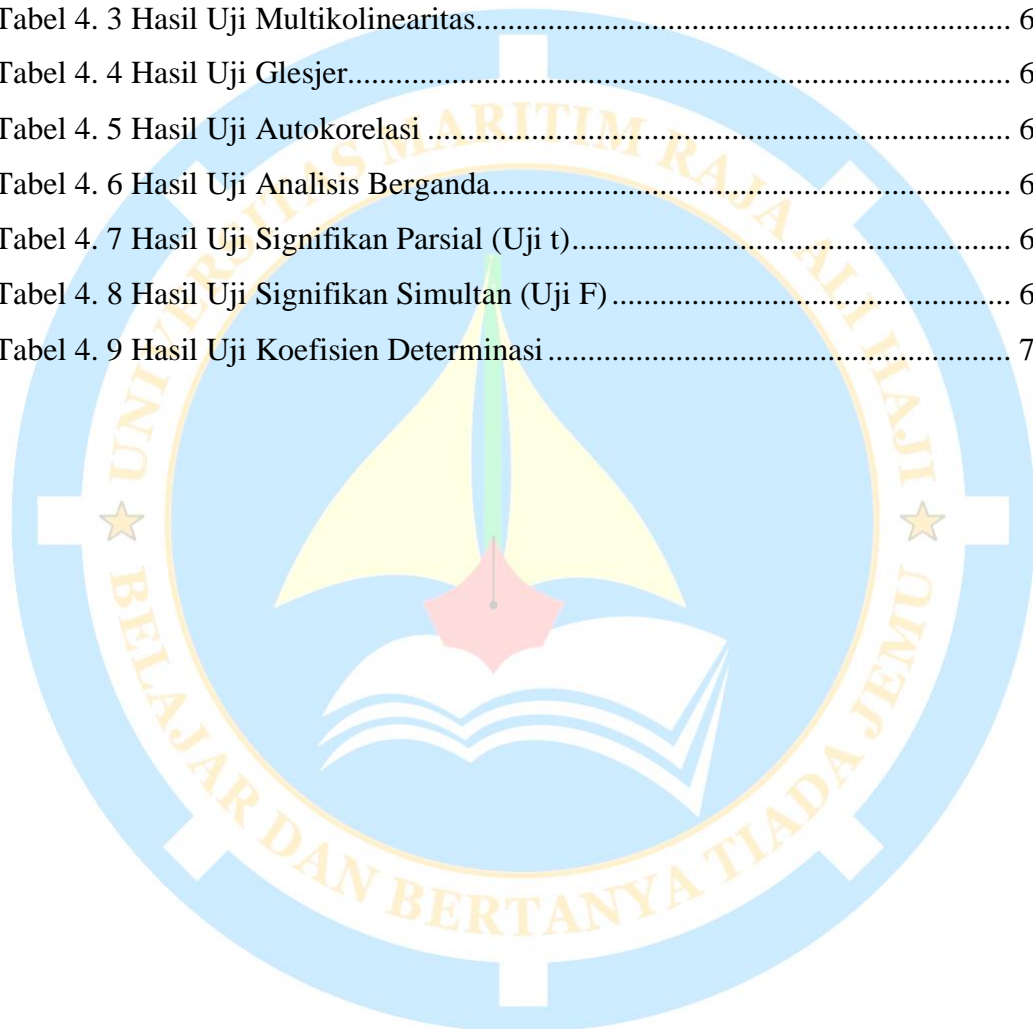 Tabel 4. 3 Hasil Uji Multikolinearitas............................................................ 6
Tabel 4. 4 Hasil Uji Glesjer............................................................................ 6
Tabel 4. 5 Hasil Uji Autokorelasi ................................................................... 6
Tabel 4. 6 Hasil Uji Analisis Berganda.......................................................... 6
Tabel 4. 7 Hasil Uji Signifikan Parsial (Uji t)................................................. 6
Tabel 4. 8 Hasil Uji Signifikan Simultan (Uji F)............................................ 6
Tabel 4. 9 Hasil Uji Koefisien Determinasi.................................................... 7
UNIVERSITAS MARITIM RAJA ALI HAJI
BELAJAR DAN BERTANYA TIADA JEMU